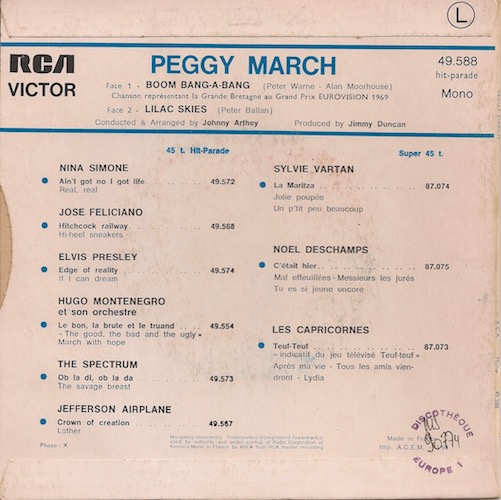 L
RCA
VICTOR
PEGGY MARCH
49.588
hit-parade
Mono
Face 1 - BOOM BANG-A-BANG (Peter Warne - Alan Moorhouse)
Chanson représentant la Grande Bretagne au Grand Prix EUROVISION 1969
Face 2 - LILAC SKIES (Peter Ballan)
Conducted & Arranged by Johnny Arthey Produced by Jimmy Duncan
45 t. Hit-Parade
NINA SIMONE
Ain't got no I got life 49.572
Real, real
JOSE FELICIANO
Hitchcock railway 49.568
Hi-heel sneakers
ELVIS PRESLEY
Edge of reality 49.574
If I can dream
HUGO MONTENEGRO
et son orchestre
Le bon, la brute et le truand 49.554
- « The good, the bad and the ugly »
March with hope
THE SPECTRUM
Ob la di, ob la da 49.573
The savage breast
JEFFERSON AIRPLANE
Crown of creation 49.567
Lather
Super 45 t.
SYLVIE VARTAN
La Maritza 87.074
Jolie poupée
Un p'tit peu beaucoup
NOEL DESCHAMPS
C'était hier 87.075
Mal effeuillées - Messieurs les jurés
Tu es si jeune encore
LES CAPRICORNES
Teuf-Teuf 87.073
« indicatif du jeu télévisé Teuf-teuf »
Après ma vie - Tous les amis vien-
dront - Lydia
Photo : X
Made in
Imp. A.C.E.M.
DISCOTHÈQUE
EUROPE 1